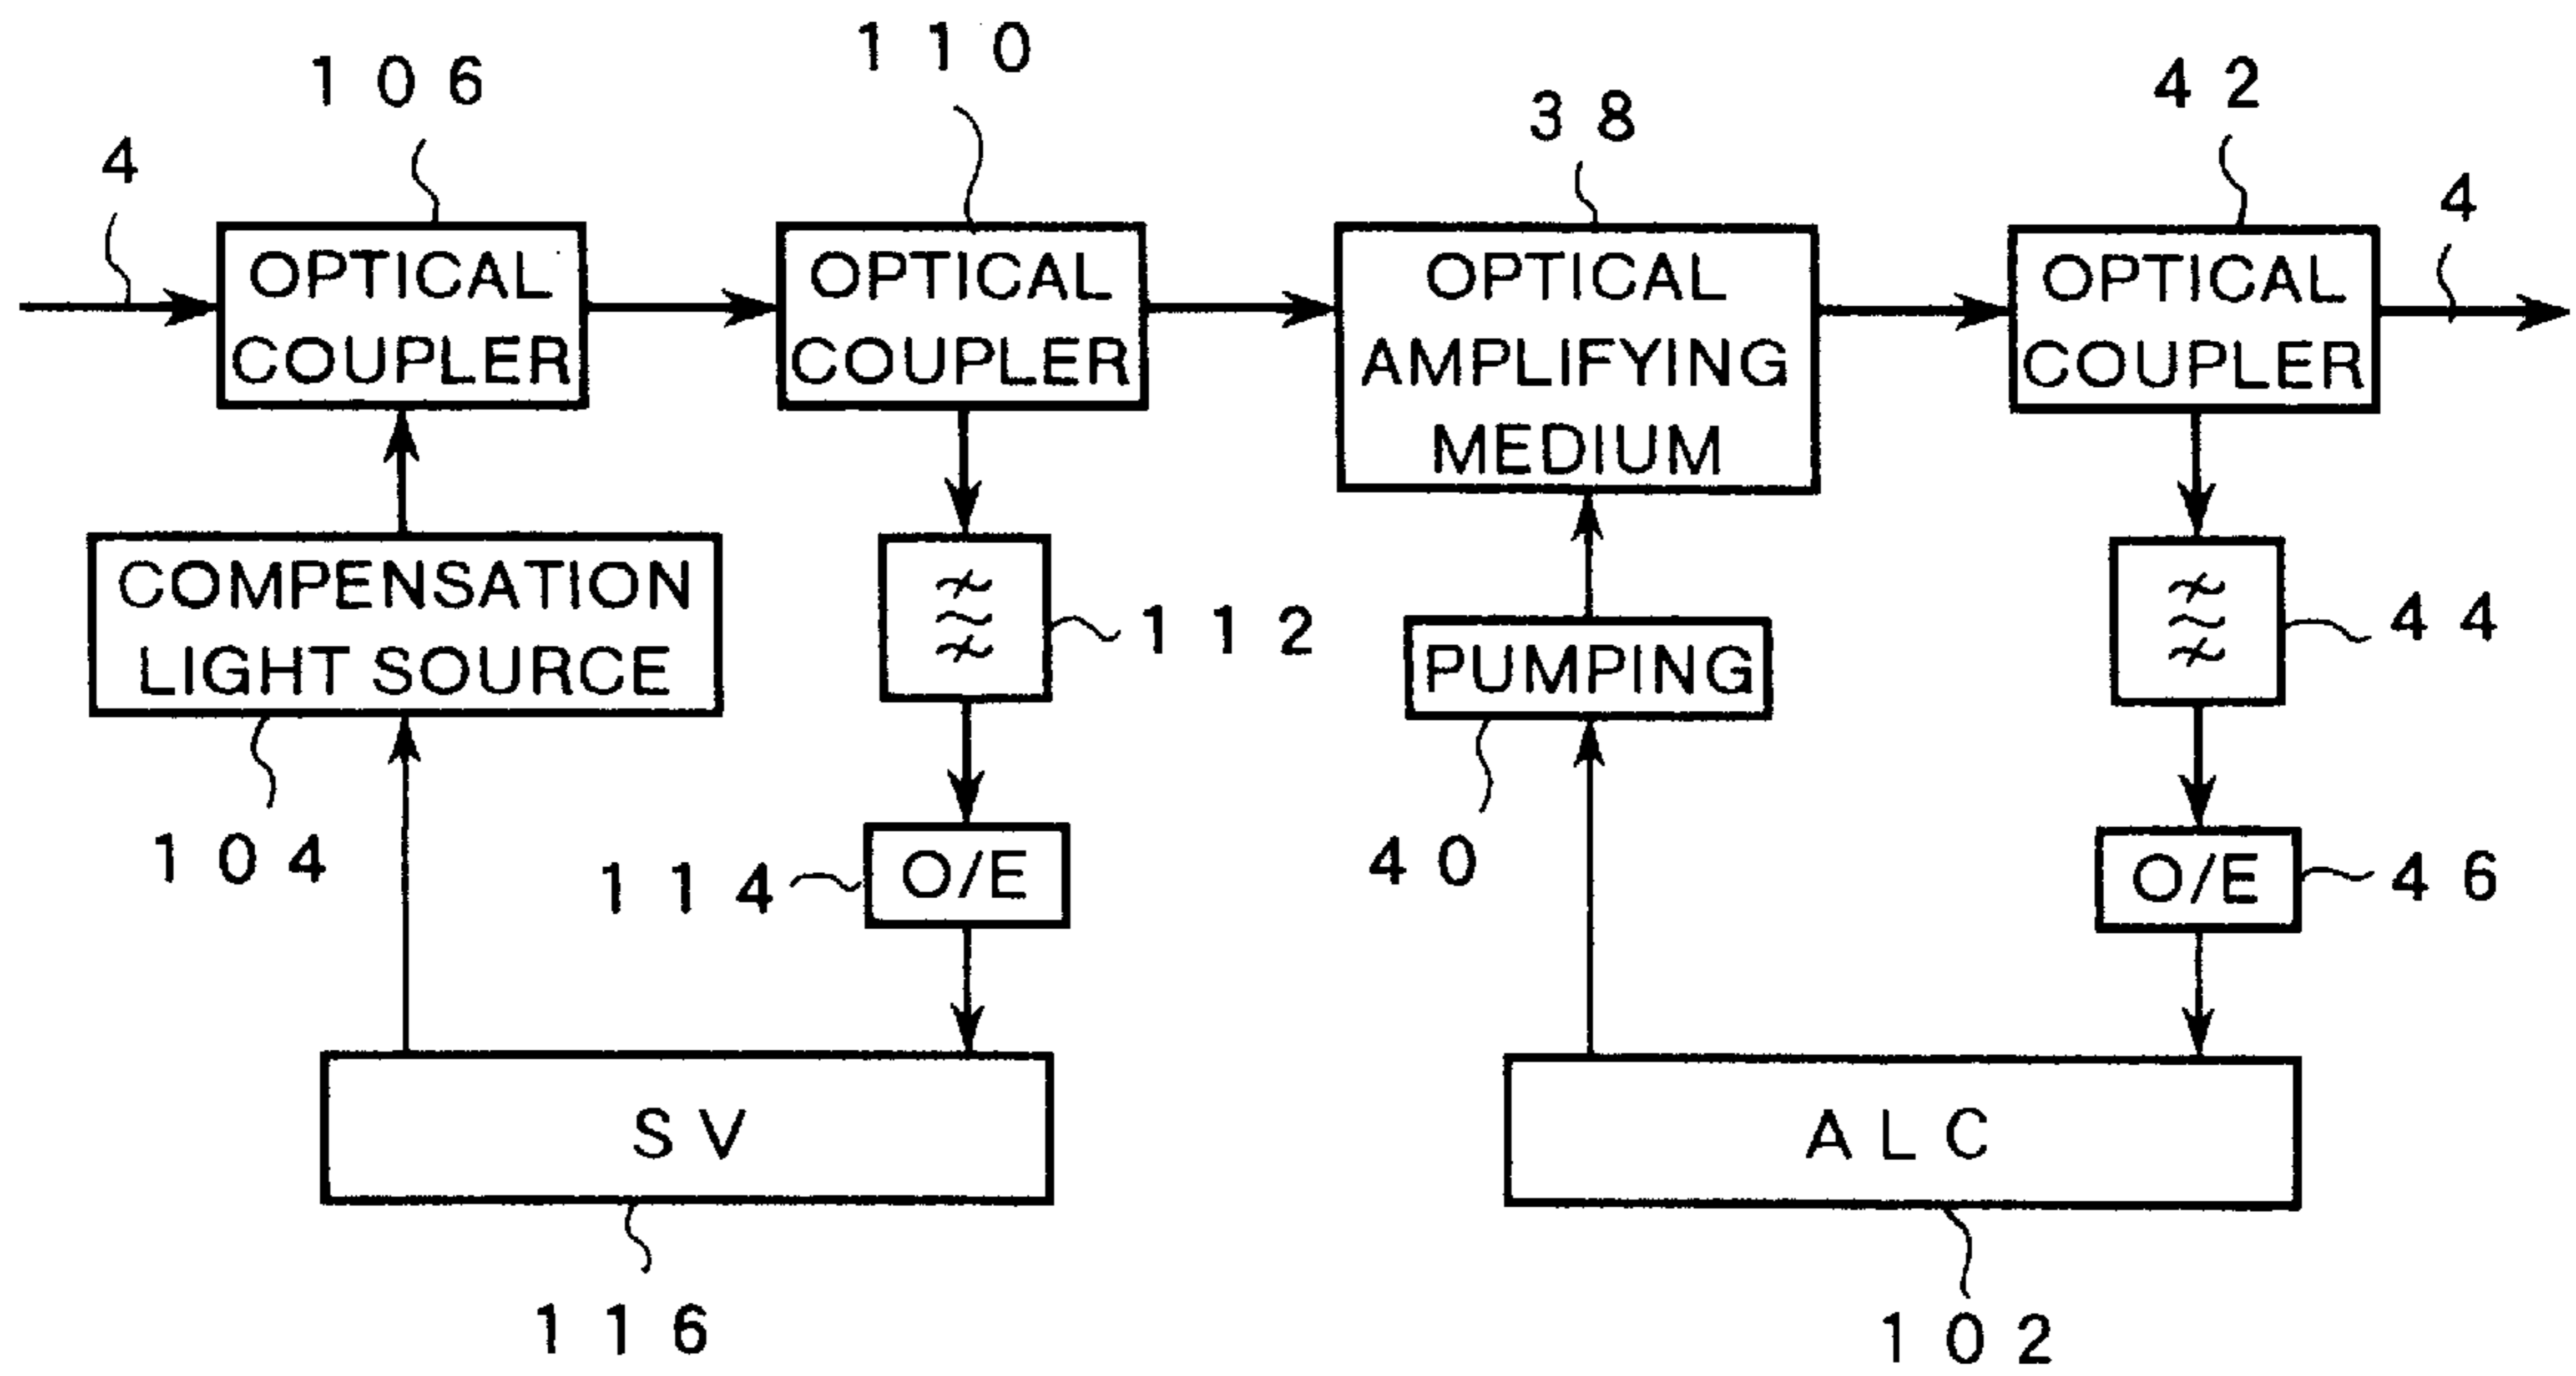 106
110
42
38
4
4
OPTICAL
COUPLER
OPTICAL
COUPLER
OPTICAL
AMPLIFYING
MEDIUM
OPTICAL
COUPLER
COMPENSATION
LIGHT SOURCE
112
PUMPING
44
104
114
O/E
40
O/E
46
SV
ALC
116
102